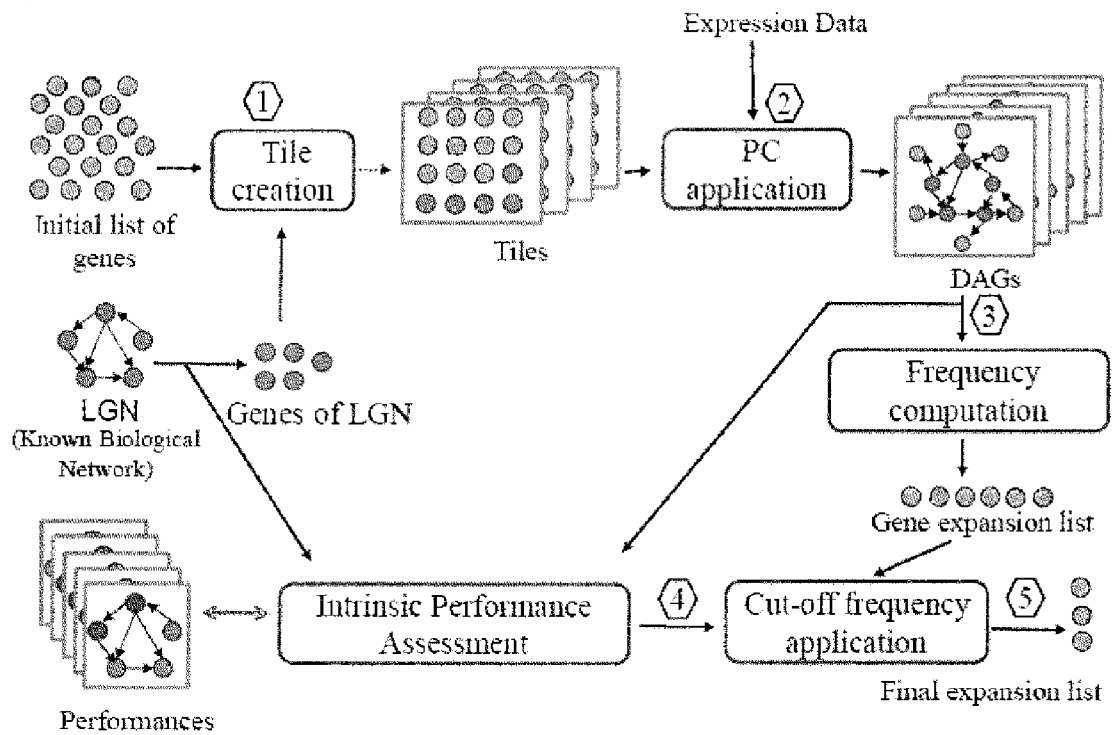 Expression Data
1
2
Tile
creation
PC
application
Initial list of
genes
Tiles
DAGs
3
LGN
(Known Biological
Network)
Genes of LGN
Frequency
computation
Gene expansion list
Intrinsic Performance
Assessment
4
Cut-off frequency
application
5
Final expansion list
Performances